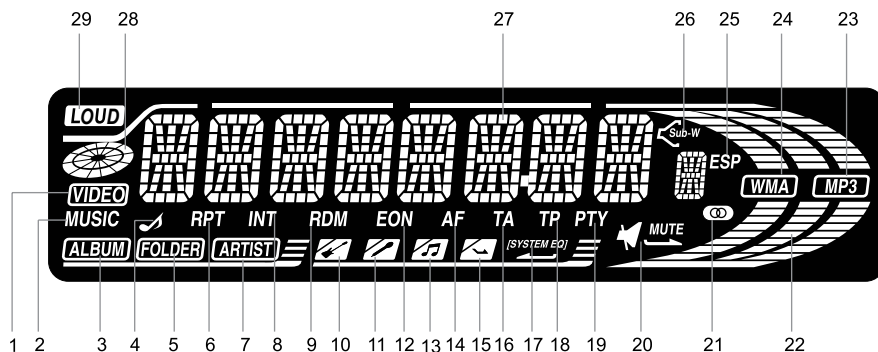 29 28 27 26 25 24 23
LOUD
Sub-W
ESP
VIDEO WMA MP3
MUSIC RPT INT RDM EON AF TA TP PTY
MUTE
ALBUM FOLDER ARTIST [SYSTEM EQ]
1 2 3 4 5 6 7 8 9 10 11 12 13 14 15 16 17 18 19 20 21 22